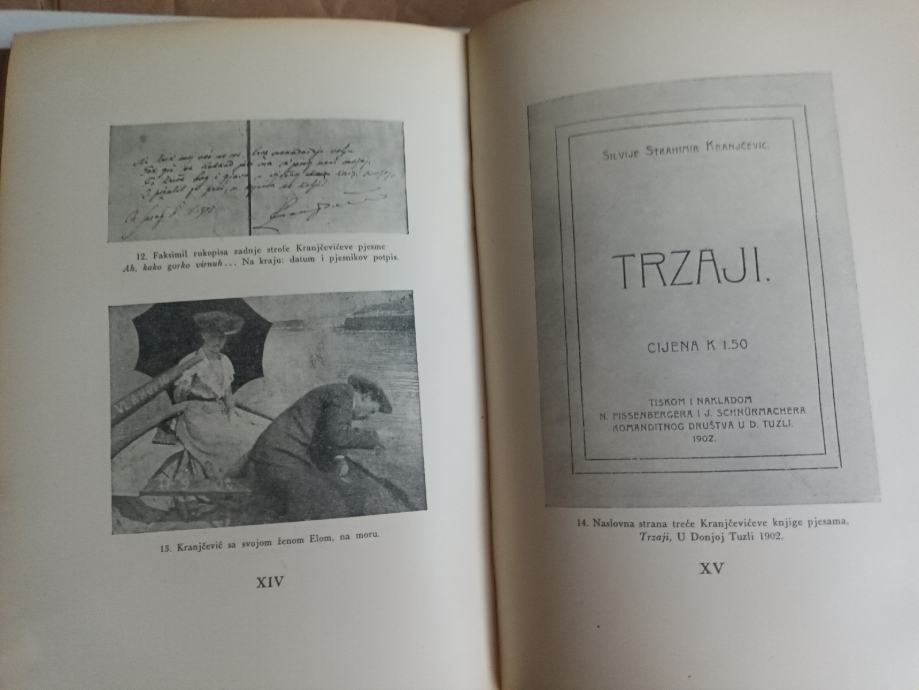 12. Faksimil rukopisa zadnje strofe Kranjčevićeve pjesme
Ah, kako gorko virnuh... Na kraju: datum i pjesnikov potpis.
13. Kranjčević sa svojom ženom Elom, na moru.
XIV
SILVIJE STRAHIMIR KRANJČEVIĆ.
TRZAJI.
CIJENA K 1.50
TISKOM I NAKLADOM
N. PISSENBERGERA I J. SCHNÜRMACHERA
KOMANDITNOG DRUŠTVA U D. TUZLI.
1902.
14. Naslovna strana treće Kranjčevićeve knjige pjesama,
Trzaji, U Donjoj Tuzli 1902.
XV